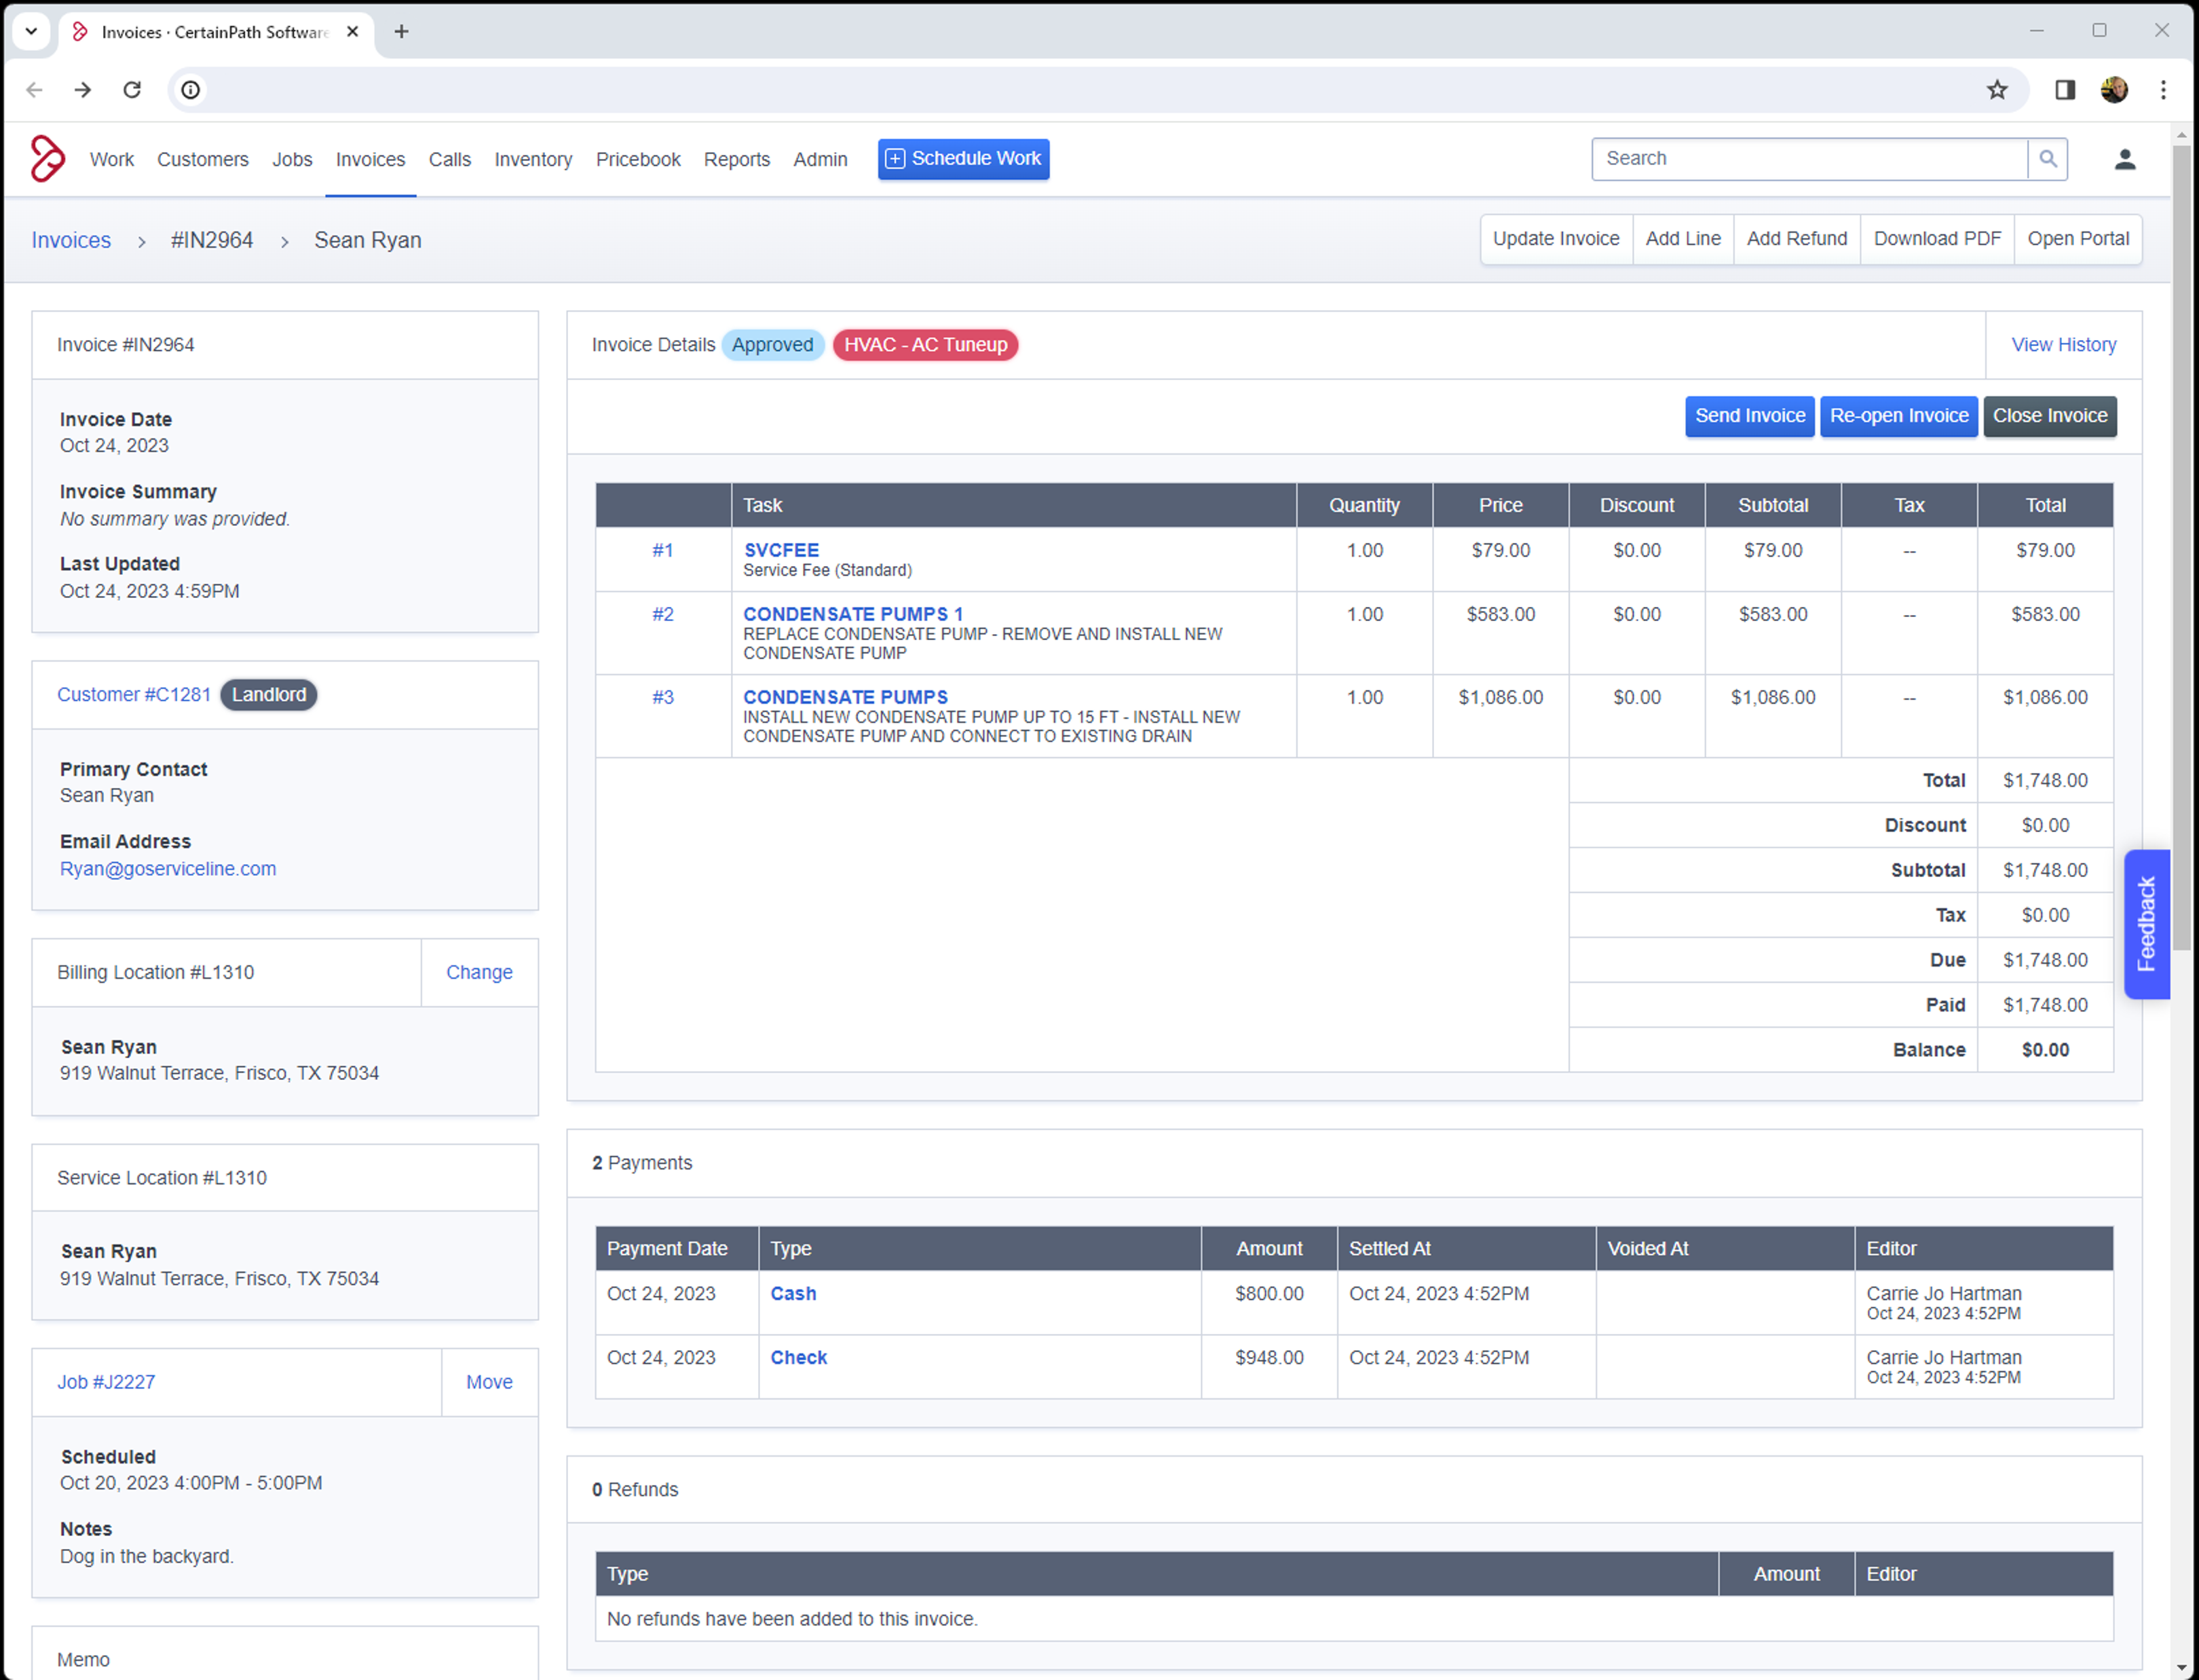 Invoices · CertainPath Software
Work Customers Jobs Invoices Calls Inventory Pricebook Reports Admin Schedule Work Search
Invoices › #IN2964 › Sean Ryan
Update Invoice Add Line Add Refund Download PDF Open Portal
Invoice #IN2964
Invoice Date
Oct 24, 2023
Invoice Summary
No summary was provided.
Last Updated
Oct 24, 2023 4:59PM
Customer #C1281 Landlord
Primary Contact
Sean Ryan
Email Address
Ryan@goserviceline.com
Billing Location #L1310 Change
Sean Ryan
919 Walnut Terrace, Frisco, TX 75034
Service Location #L1310
Sean Ryan
919 Walnut Terrace, Frisco, TX 75034
Job #J2227 Move
Scheduled
Oct 20, 2023 4:00PM - 5:00PM
Notes
Dog in the backyard.
Memo
Invoice Details Approved HVAC - AC Tuneup View History
Send Invoice Re-open Invoice Close Invoice
Task Quantity Price Discount Subtotal Tax Total
#1 SVCFEE 1.00 $79.00 $0.00 $79.00 -- $79.00
Service Fee (Standard)
#2 CONDENSATE PUMPS 1 1.00 $583.00 $0.00 $583.00 -- $583.00
REPLACE CONDENSATE PUMP - REMOVE AND INSTALL NEW
CONDENSATE PUMP
#3 CONDENSATE PUMPS 1.00 $1,086.00 $0.00 $1,086.00 -- $1,086.00
INSTALL NEW CONDENSATE PUMP UP TO 15 FT - INSTALL NEW
CONDENSATE PUMP AND CONNECT TO EXISTING DRAIN
Total $1,748.00
Discount $0.00
Subtotal $1,748.00
Tax $0.00
Due $1,748.00
Paid $1,748.00
Balance $0.00
Feedback
2 Payments
Payment Date Type Amount Settled At Voided At Editor
Oct 24, 2023 Cash $800.00 Oct 24, 2023 4:52PM Carrie Jo Hartman
Oct 24, 2023 4:52PM
Oct 24, 2023 Check $948.00 Oct 24, 2023 4:52PM Carrie Jo Hartman
Oct 24, 2023 4:52PM
0 Refunds
Type Amount Editor
No refunds have been added to this invoice.